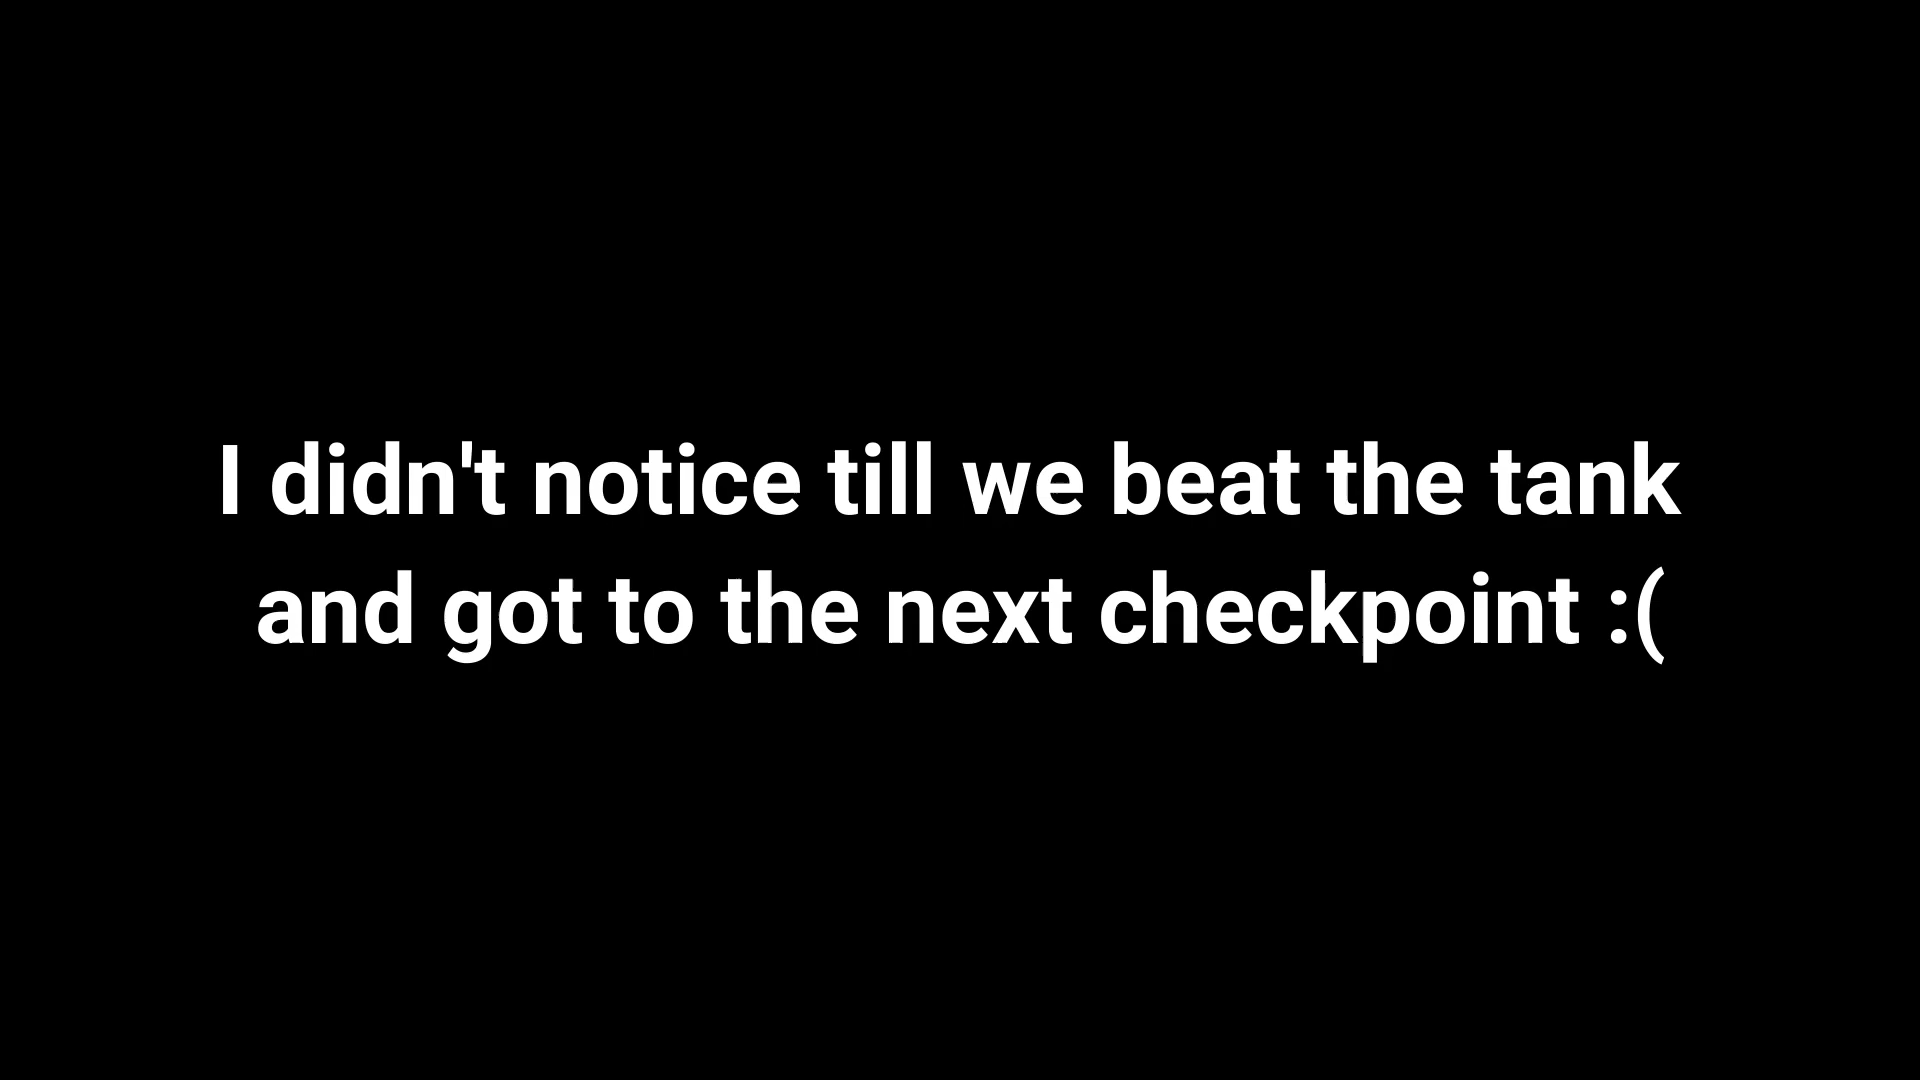 I didn't notice till we beat the tank
and got to the next checkpoint :(